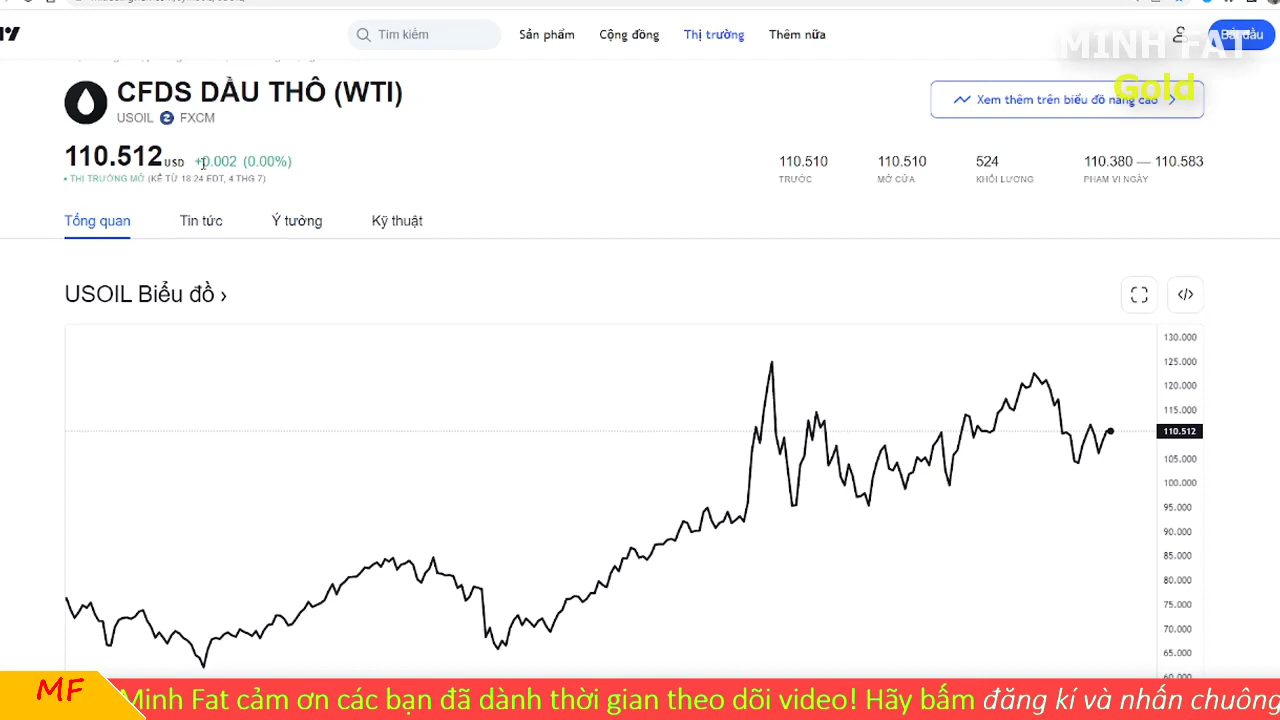 Tìm kiếm
Sản phẩm
Cộng đồng
Thị trường
Thêm nữa
MINH FAT
Gold
CFDS DẦU THÔ (WTI)
USOIL FXCM
Xem thêm trên biểu đồ nâng cao
110.512 USD +0.002 (0.00%)
THỊ TRƯỜNG MỞ (KỂ TỪ 18:24 EDT, 4 THG 7)
110.510
TRƯỚC
110.510
MỞ CỬA
524
KHỐI LƯỢNG
110.380 — 110.583
PHẠM VI NGÀY
Tổng quan
Tin tức
Ý tưởng
Kỹ thuật
USOIL Biểu đồ ›
130.000
125.000
120.000
115.000
110.512
105.000
100.000
95.000
90.000
85.000
80.000
75.000
70.000
65.000
60.000
MF
Minh Fat cảm ơn các bạn đã dành thời gian theo dõi video! Hãy bấm đăng kí và nhấn chuông